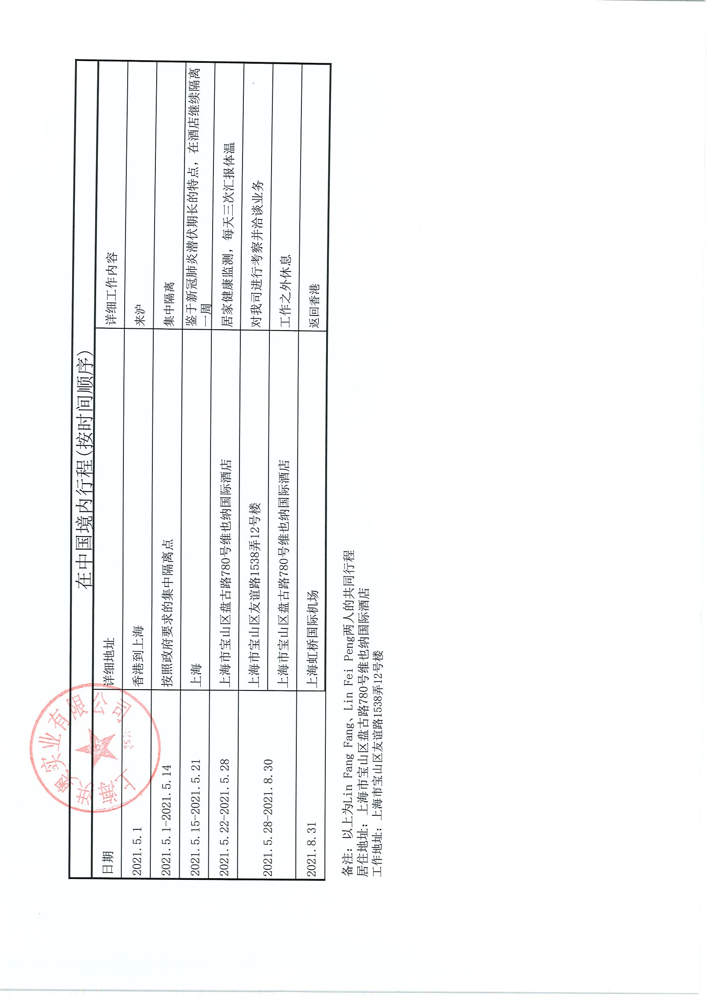 在中国境内行程(按时间顺序)
日期 详细地址 详细工作内容
2021.5.1 香港到上海 来沪
2021.5.1-2021.5.14 按照政府要求的集中隔离点 集中隔离
2021.5.15-2021.5.21 上海 鉴于新冠肺炎潜伏期长的特点，在酒店继续隔离
一周
2021.5.22-2021.5.28 上海市宝山区盘古路780号维也纳国际酒店 居家健康监测，每天三次汇报体温
2021.5.28-2021.8.30 上海市宝山区友谊路1538弄12号楼 对我司进行考察并洽谈业务
上海市宝山区盘古路780号维也纳国际酒店 工作之外休息
2021.8.31 上海虹桥国际机场 返回香港
备注：以上为Lin Fang Fang、Lin Fei Peng两人的共同行程
居住地址：上海市宝山区盘古路780号维也纳国际酒店
工作地址：上海市宝山区友谊路1538弄12号楼
上海洪奥实业有限公司